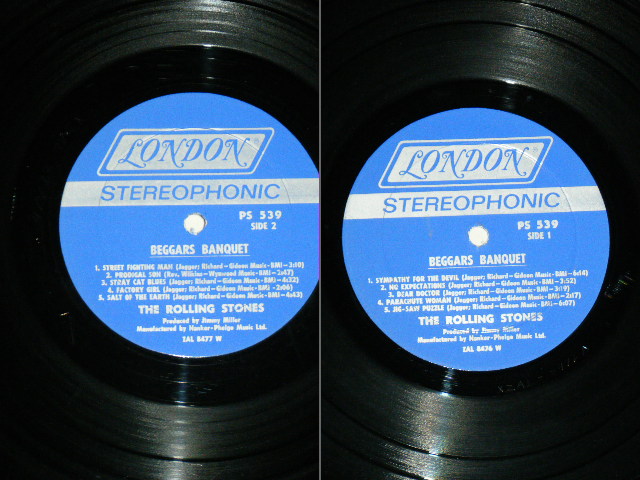 LONDON
STEREOPHONIC
PS 539
SIDE 2
BEGGARS BANQUET
1. STREET FIGHTING MAN (Jagger; Richard-Gideon Music-BMI-3:10)
2. PRODIGAL SON (Rev. Wilkins-Wynwood Music-BMI-2:47)
3. STRAY CAT BLUES (Jagger; Richard-Gideon Music-BMI-4:32)
4. FACTORY GIRL (Jagger; Richard-Gideon Music-BMI-2:06)
5. SALT OF THE EARTH (Jagger; Richard-Gideon Music-BMI-4:43)
THE ROLLING STONES
Produced by Jimmy Miller
Manufactured by Hanker-Phelge Music Ltd.
ZAL 8477 W
LONDON
STEREOPHONIC
PS 539
SIDE 1
BEGGARS BANQUET
1. SYMPATHY FOR THE DEVIL (Jagger; Richard-Gideon Music-BMI-6:14)
2. NO EXPECTATIONS (Jagger; Richard-Gideon Music-BMI-3:52)
3. DEAR DOCTOR (Jagger; Richard-Gideon Music-BMI-3:19)
4. PARACHUTE WOMAN (Jagger; Richard-Gideon Music-BMI-2:17)
5. JIG-SAW PUZZLE (Jagger; Richard-Gideon Music-BMI-6:07)
THE ROLLING STONES
Produced by Jimmy Miller
Manufactured by Hanker-Phelge Music Ltd.
ZAL 8476 W